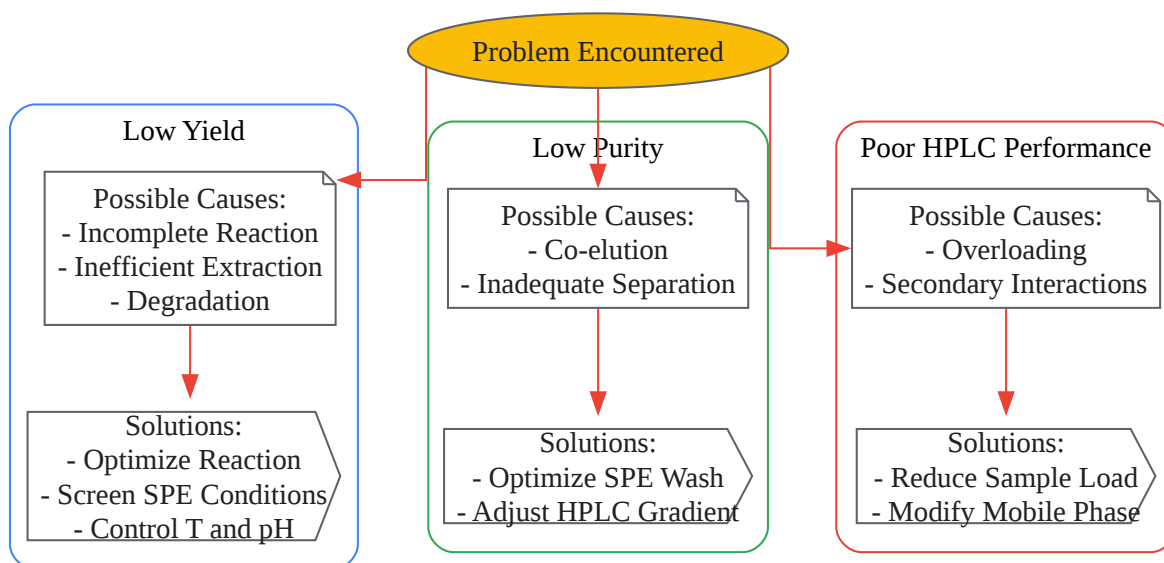 Problem Encountered
Low Yield
Possible Causes:
- Incomplete Reaction
- Inefficient Extraction
- Degradation
Solutions:
- Optimize Reaction
- Screen SPE Conditions
- Control T and pH
Low Purity
Possible Causes:
- Co-elution
- Inadequate Separation
Solutions:
- Optimize SPE Wash
- Adjust HPLC Gradient
Poor HPLC Performance
Possible Causes:
- Overloading
- Secondary Interactions
Solutions:
- Reduce Sample Load
- Modify Mobile Phase